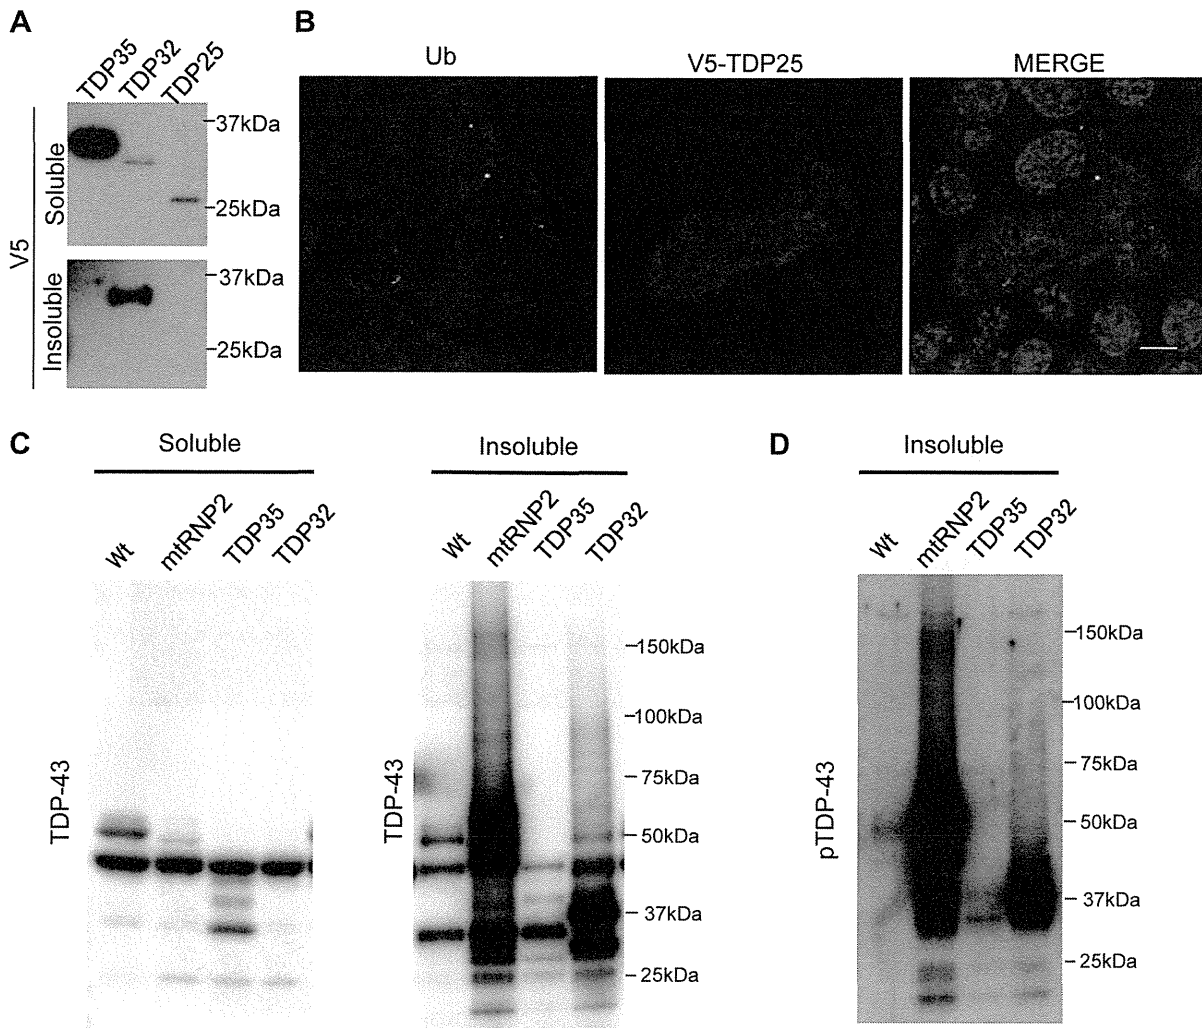 A
TDP35 TDP32 TDP25
V5
Soluble
37kDa
25kDa
Insoluble
37kDa
25kDa
B
Ub V5-TDP25 MERGE
C
Soluble Insoluble
Wt mtRNP2 TDP35 TDP32
Wt mtRNP2 TDP35 TDP32
TDP-43
TDP-43
150kDa
100kDa
75kDa
50kDa
37kDa
25kDa
D
Insoluble
Wt mtRNP2 TDP35 TDP32
pTDP-43
150kDa
100kDa
75kDa
50kDa
37kDa
25kDa